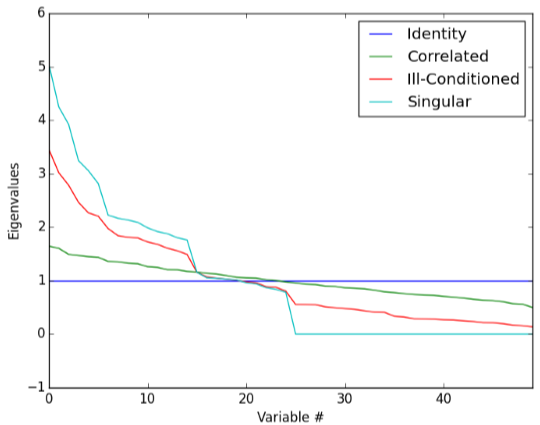 6
5
4
3
2
1
0
−1
Eigenvalues
0 10 20 30 40
Variable #
Identity
Correlated
Ill-Conditioned
Singular